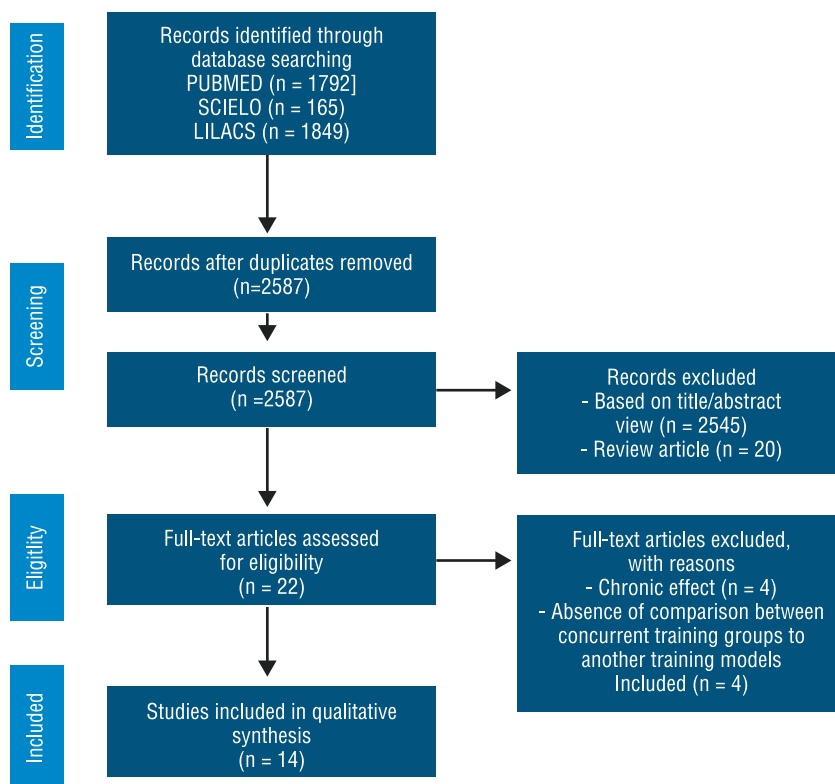 Identification
Records identified through
database searching
PUBMED (n = 1792]
SCIELO (n = 165)
LILACS (n = 1849)
Screening
Records after duplicates removed
(n=2587)
Records screened
(n =2587)
Records excluded
- Based on title/abstract
view (n = 2545)
- Review article (n = 20)
Eligitlity
Full-text articles assessed
for eligibility
(n = 22)
Full-text articles excluded,
with reasons
- Chronic effect (n = 4)
- Absence of comparison between
concurrent training groups to
another training models
Included (n = 4)
Included
Studies included in qualitative
synthesis
(n = 14)